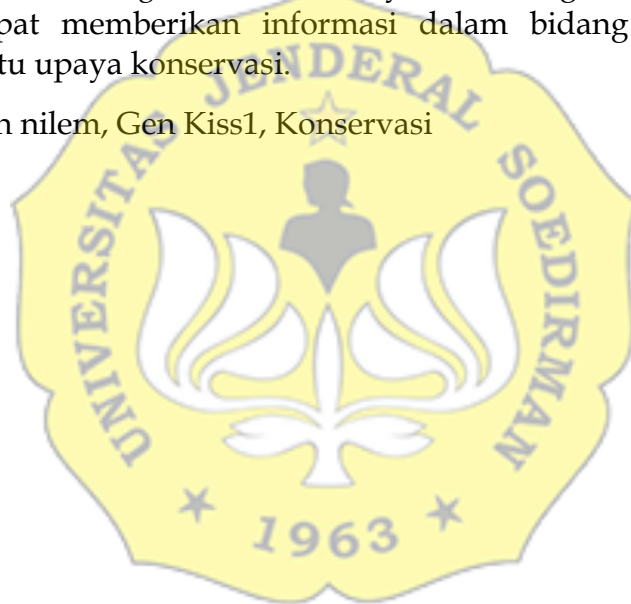 pat memberikan informasi dalam bidang
tu upaya konservasi.
n nilem, Gen Kiss1, Konservasi
UNIVERSITAS JENDERAL SOEDIRMAN
1963